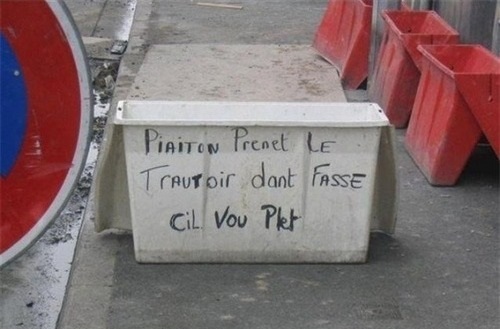 Piaiton Prenet Le
Trautoir dant Fasse
Cil Vou Plet